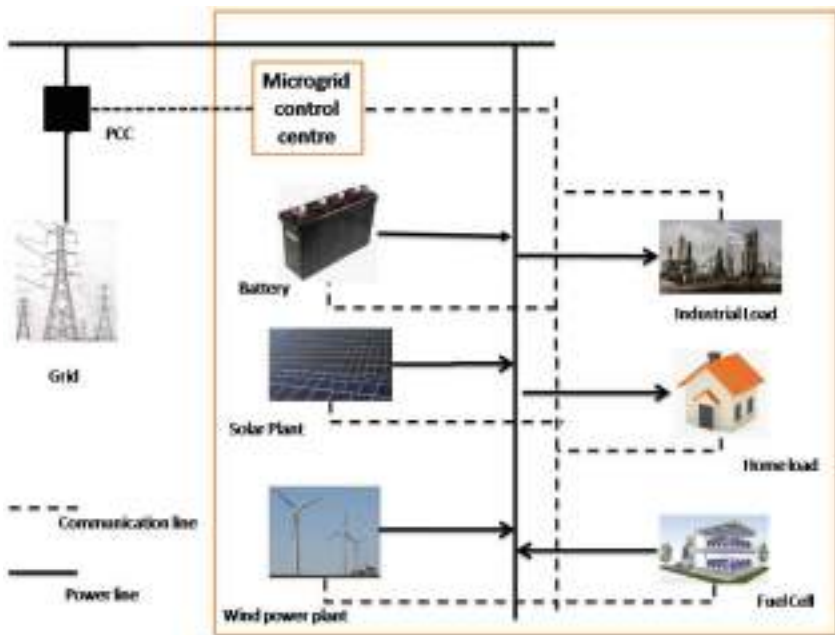 Microgrid
control
centre
PCC
Battery
Industrial Load
Grid
Solar Plant
Home load
Communication line
Power line
Wind power plant
Fuel Cell